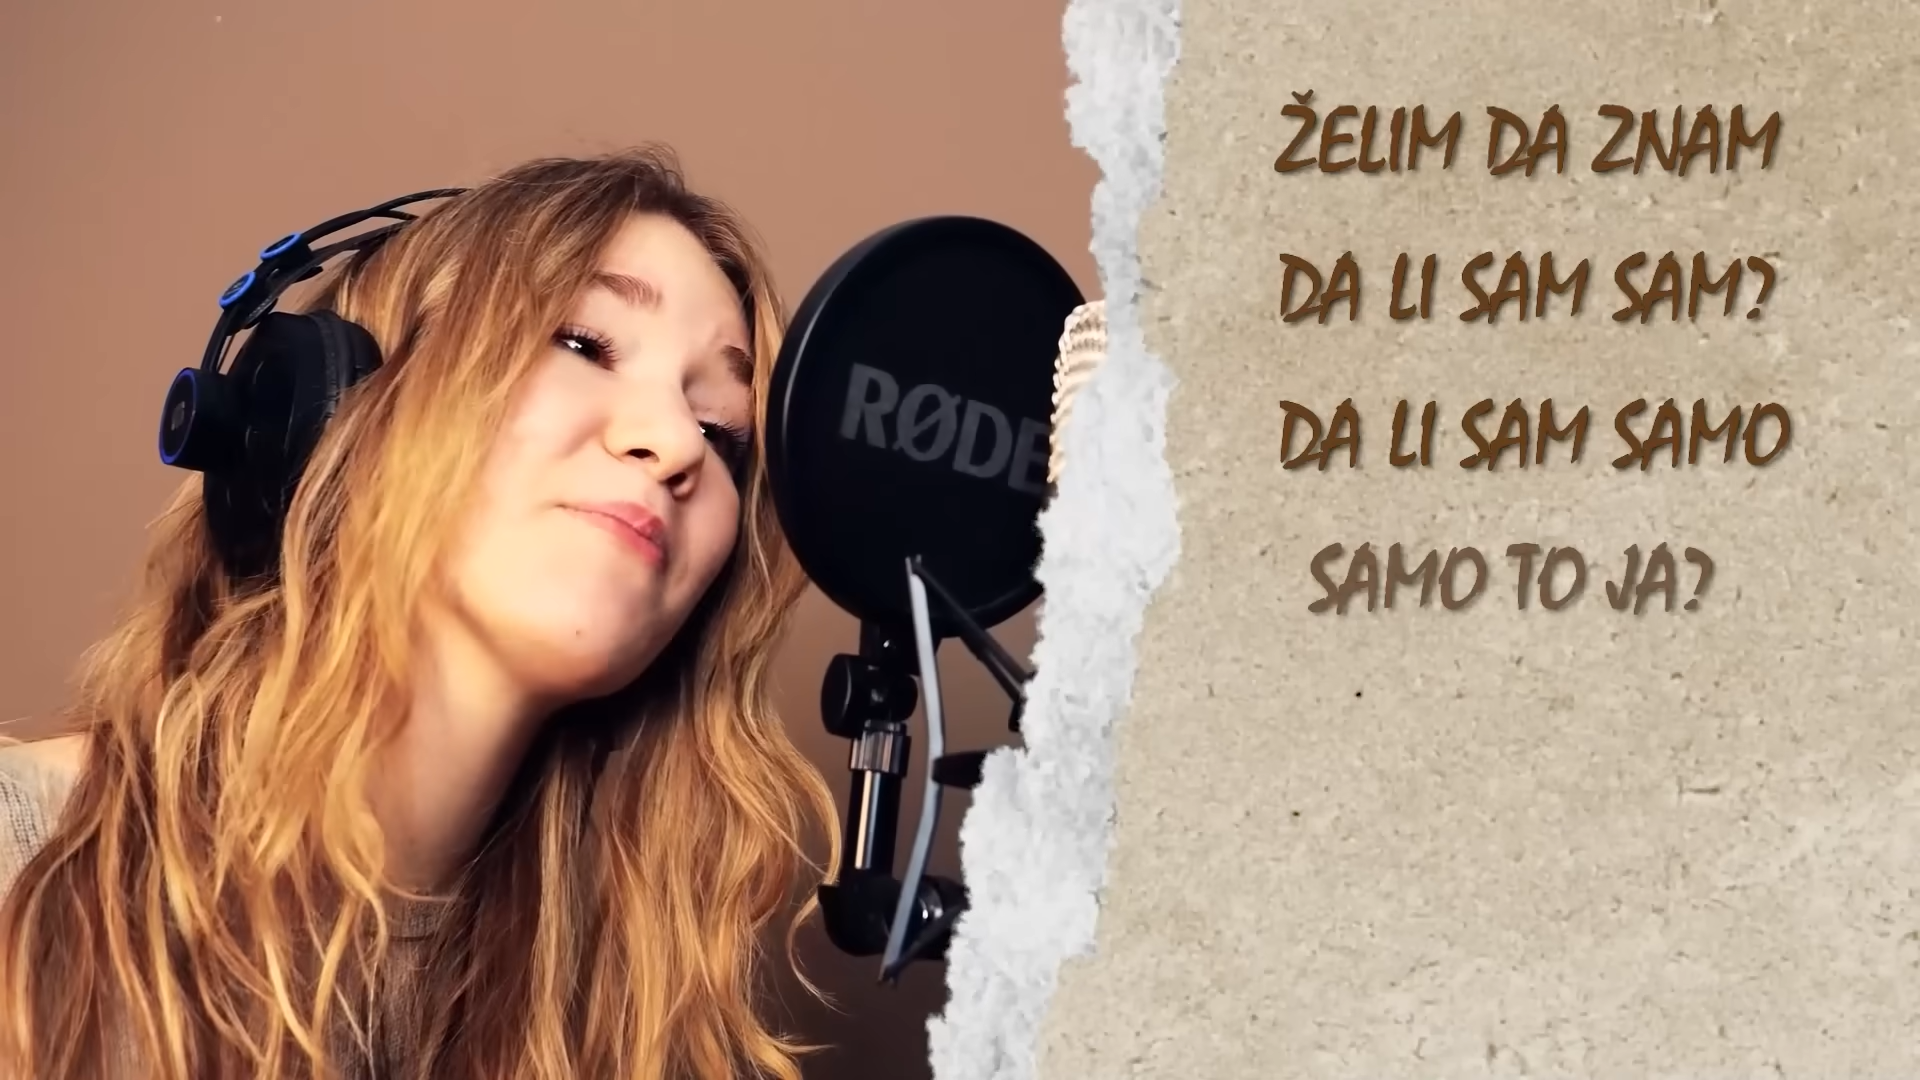 RØDE
ŽELIM DA ZNAM
DA LI SAM SAM?
DA LI SAM SAMO
SAMO TO JA?